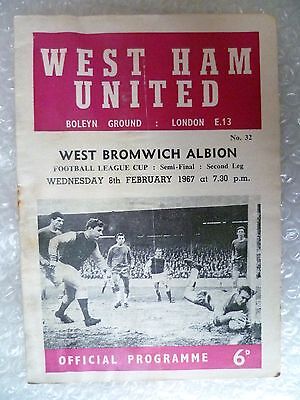 WEST HAM
UNITED
BOLEYN GROUND : LONDON E.13
No. 32
WEST BROMWICH ALBION
FOOTBALL LEAGUE CUP : Semi-Final : Second Leg
WEDNESDAY 8th FEBRUARY 1967 at 7.30 p.m.
OFFICIAL PROGRAMME 6D